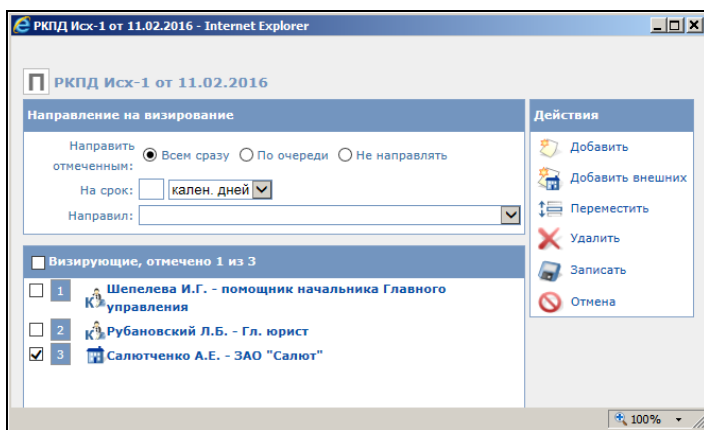 РКПД Исх-1 от 11.02.2016 - Internet Explorer
П РКПД Исх-1 от 11.02.2016
Направление на визирование
Направить отмеченным: Всем сразу По очереди Не направлять
На срок: кален. дней
Направил:
Визирующие, отмечено 1 из 3
1 К Шепелева И.Г. - помощник начальника Главного
управления
2 К Рубановский Л.Б. - Гл. юрист
3 Салютченко А.Е. - ЗАО "Салют"
Действия
Добавить
Добавить внешних
Переместить
Удалить
Записать
Отмена
100%